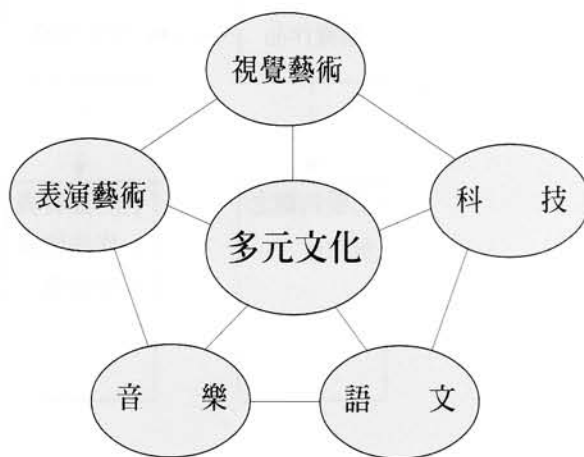 視覺藝術
表演藝術
科技
多元文化
音樂
語文